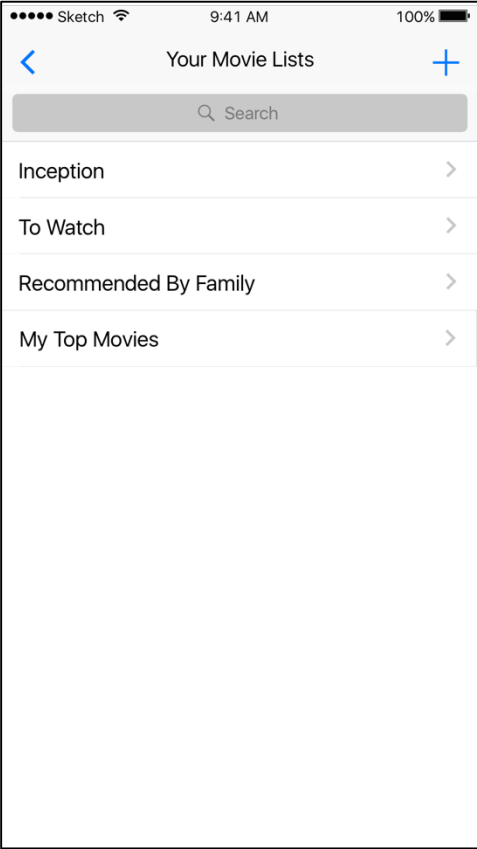 Sketch 9:41 AM 100%
Your Movie Lists
Search
Inception
To Watch
Recommended By Family
My Top Movies